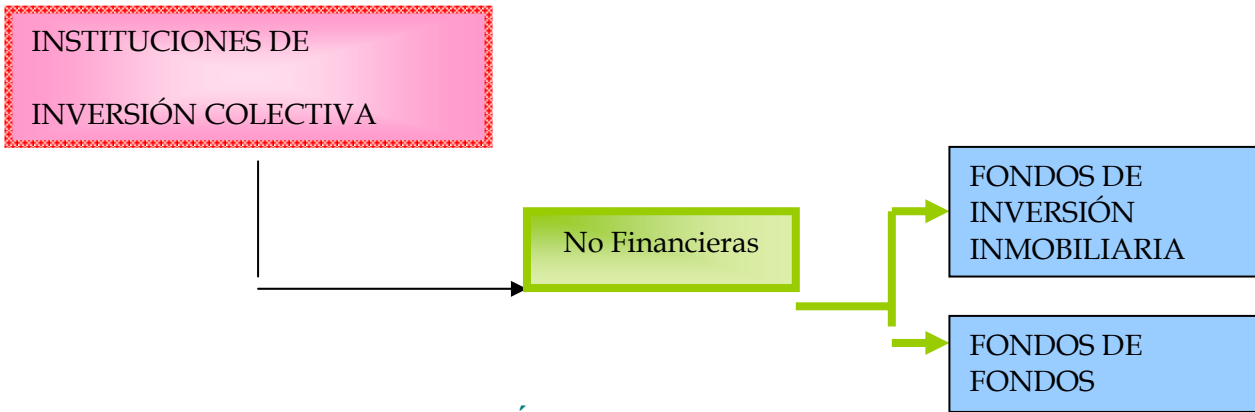 INSTITUCIONES DE
INVERSIÓN COLECTIVA
No Financieras
FONDOS DE
INVERSIÓN
INMOBILIARIA
FONDOS DE
FONDOS